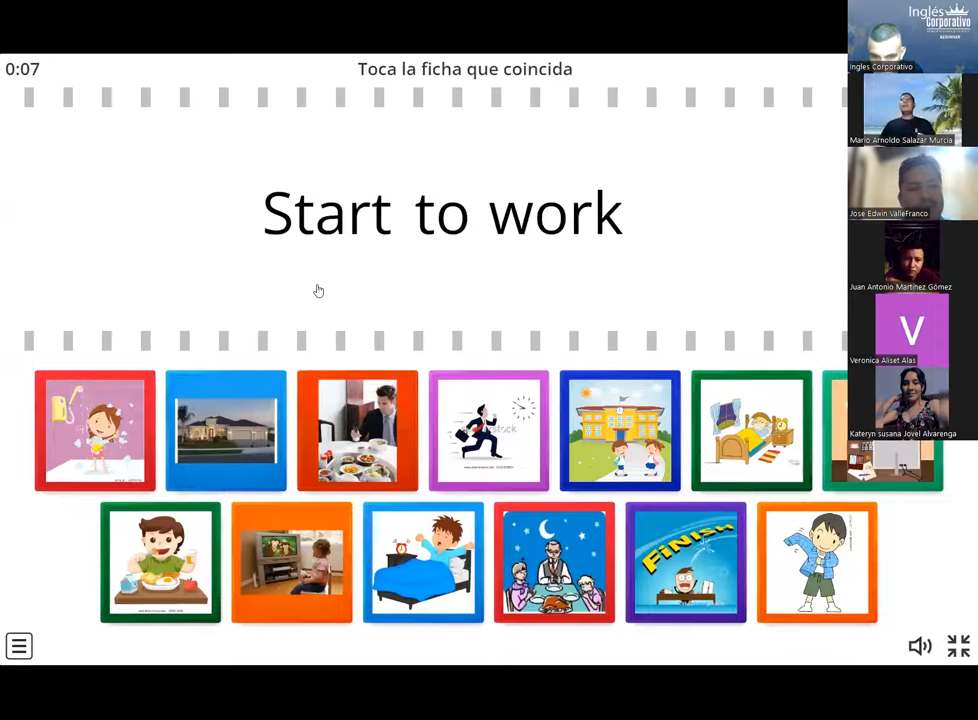 Inglés
Corporativo
BEGINNER
0:07
Toca la ficha que coincida
Ingles Corporativo
Mario Arnoldo Salazar Murcia
Start to work
Jose Edwin ValleFranco
Juan Antonio Martinez Gómez
V
Veronica Aliset Alas
Kateryn susana Jovel Alvarenga
FINISH